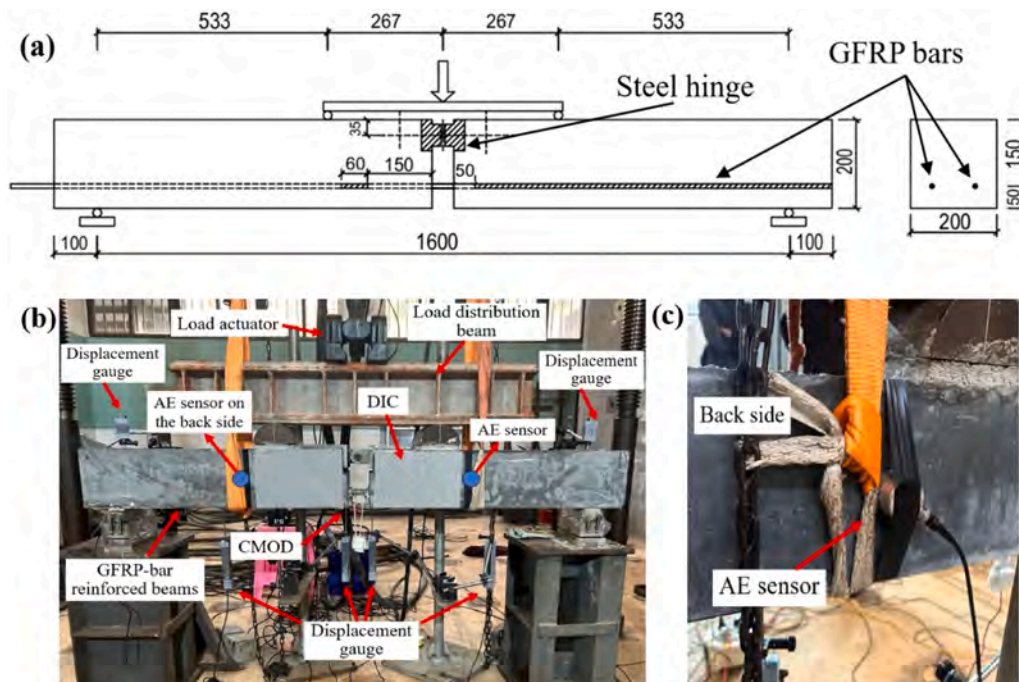 (a)
533
267
267
533
Steel hinge
GFRP bars
35
60
150
50
200
150
50
100
1600
100
200
(b)
Load actuator
Load distribution
beam
Displacement
gauge
Displacement
gauge
AE sensor on
the back side
DIC
AE sensor
CMOD
GFRP-bar
reinforced beams
Displacement
gauge
(c)
Back side
AE sensor